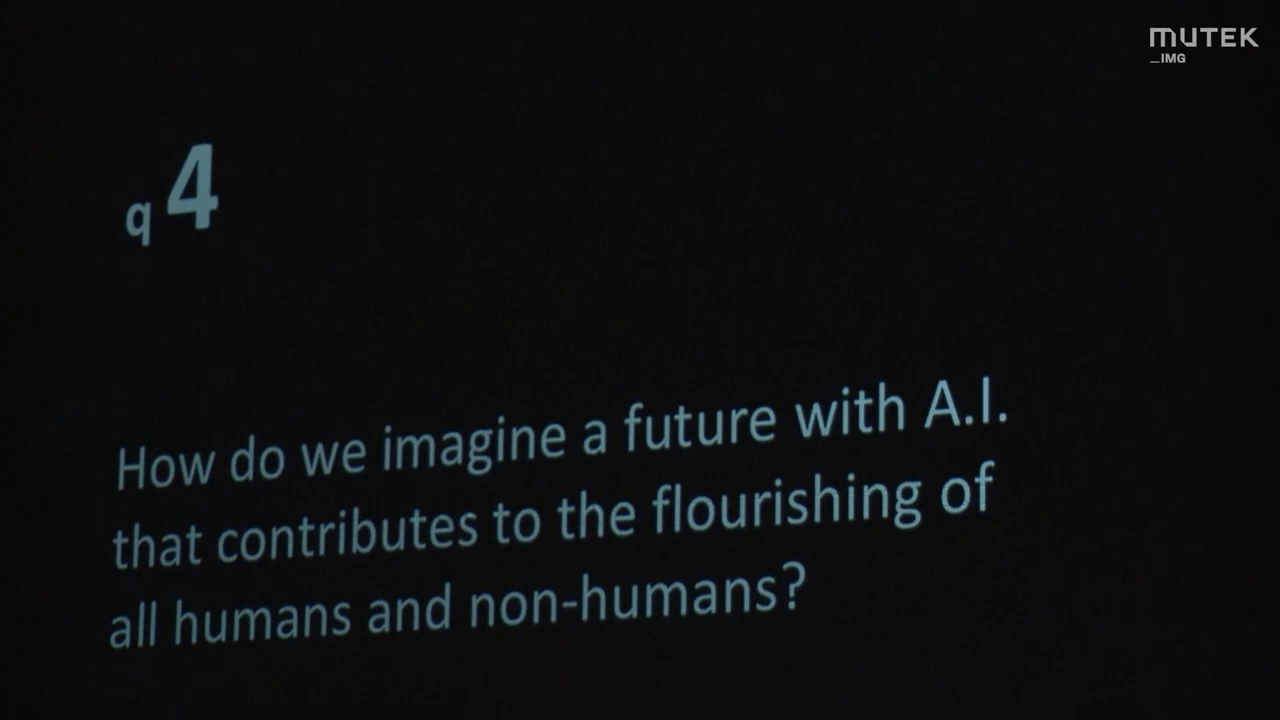 MUTEK
_IMG
q 4
How do we imagine a future with A.I.
that contributes to the flourishing of
all humans and non-humans?